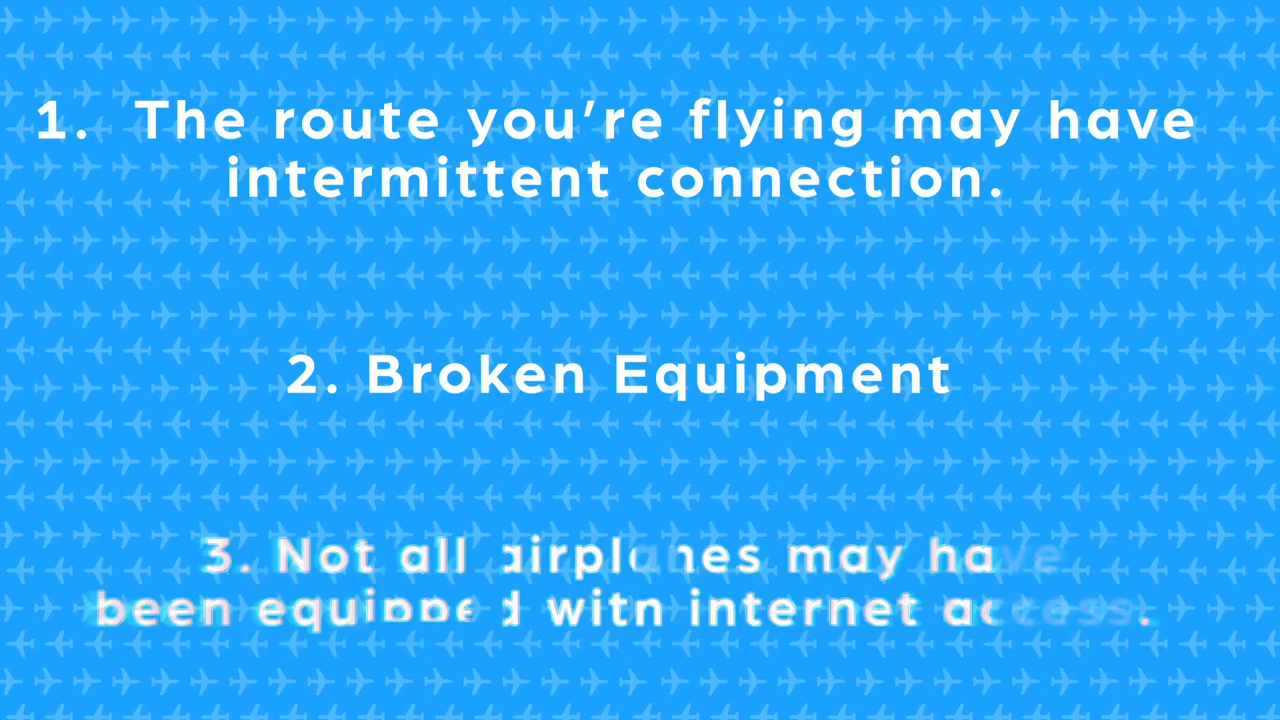 1. The route you’re flying may have
intermittent connection.
2. Broken Equipment
3. Not all airplanes may have
been equipped with internet access.